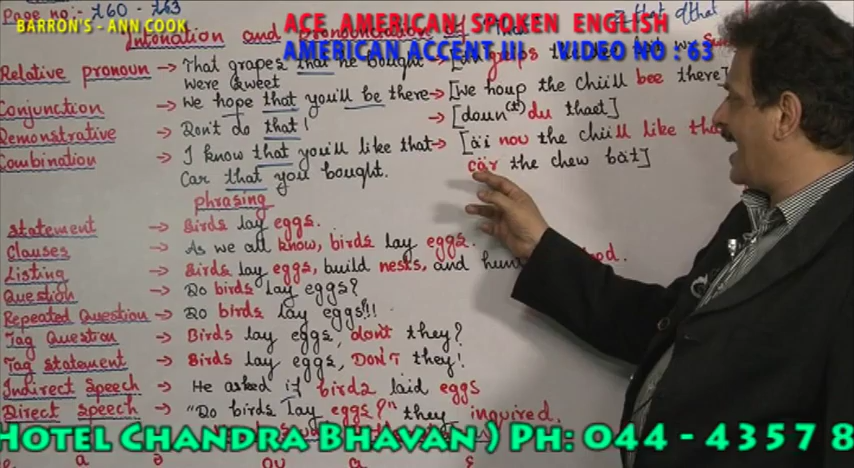 Page no:- 160 - 163
BARRON'S - ANN COOK
ACE AMERICAN SPOKEN ENGLISH
AMERICAN ACCENT III VIDEO NO : 63
Intonation and pronunciation of "That"
Relative pronoun → That grapes that he bought were sweet
Conjunction → We hope that you'll be there → [we houp the chüll bee there]
Demonstrative → Don't do that! → [doun(t) du thaet]
Combination → I know that you'll like that → [äi nou the chiill like
Car that you bought. cär the chew bät]
phrasing
statement → Birds lay eggs.
Clauses → As we all know, birds lay eggs.
Listing → Birds lay eggs, build nests, and
Question → Do birds lay eggs?
Repeated Question → Do birds lay eggs!!!
Tag Question → Birds lay eggs, don't they?
Tag statement → Birds lay eggs, DON'T they!
Indirect speech → He asked if birds laid eggs
Direct speech → "Do birds lay eggs?" they inquired.
HOTEL CHANDRA BHAVAN ) PH: 044 - 4357 8